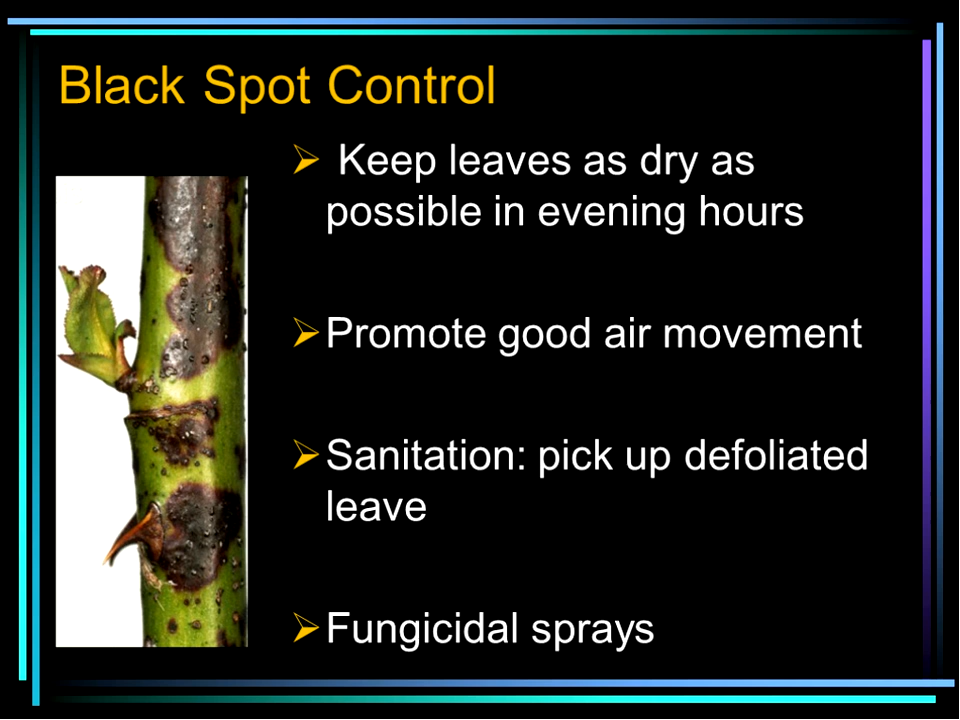 Black Spot Control
➢ Keep leaves as dry as
possible in evening hours
➢Promote good air movement
➢Sanitation: pick up defoliated
leave
➢Fungicidal sprays